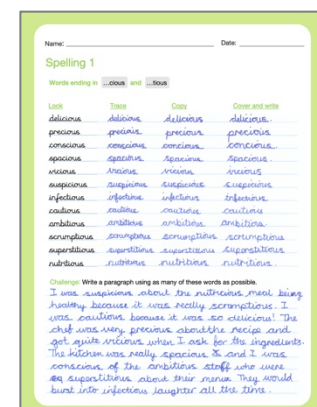 Name: Date:
Spelling 1
Words ending in ...cious and ...tious
Look Trace Copy Cover and write
delicious delicious delicious delicious.
precious precious precious precious
conscious conscious concious concious.
spacious spacious spacious spacious.
vicious vicious vicious vicious
suspicious suspicious suspicious suspicious
infectious infectious infectious infectious
cautious cautious cautious cautious
ambitious ambitious ambitious ambitious.
scrumptious scrumptious scrumptious scrumptious
superstitious superstitious superstitious superstitious
nutritious nutritious nutritious nutritious.
Challenge: Write a paragraph using as many of these words as possible.
I was suspicious about the nutricious meal being
healthy because it was really scrumptious. I
was cautious because it was so delicious! The
chef was very precious about the recipe and
got quite vicious when I ask for the ingredients.
The kitchen was really spacious & and I was
conscious of the ambitious staff who were
superstitious about their menu. They would
burst into infectious laughter all the time.